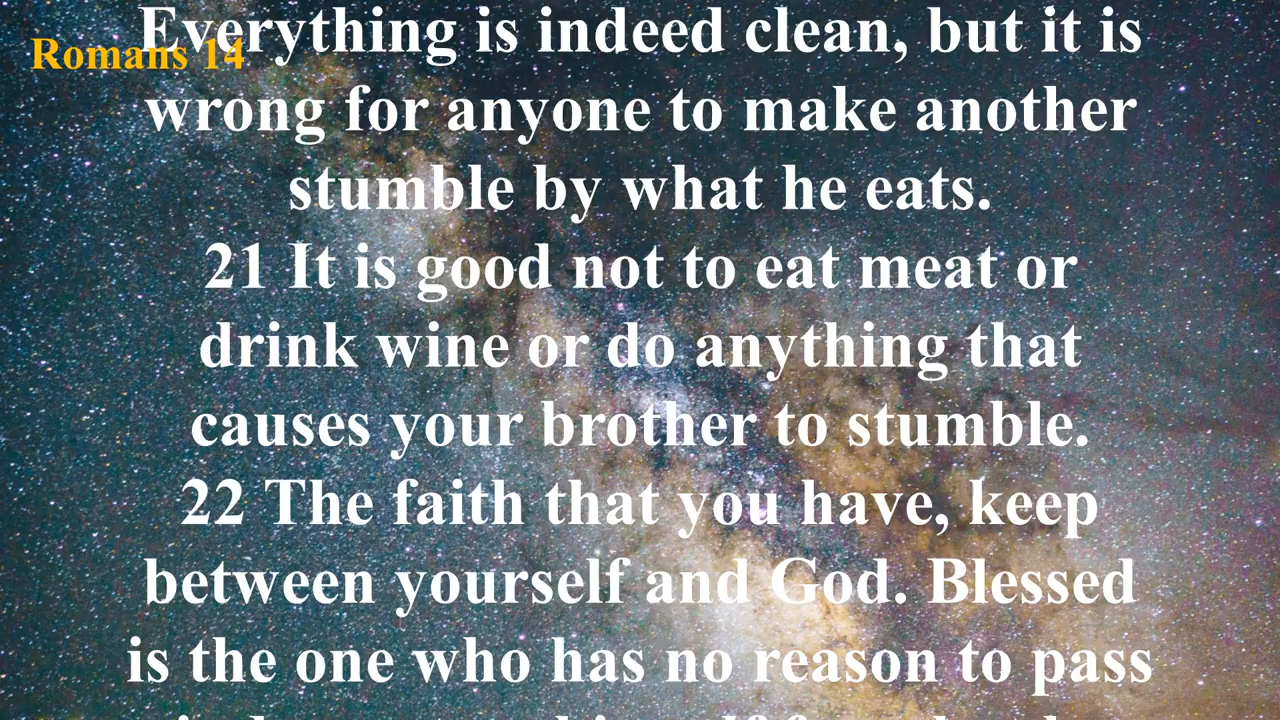 Romans 14
Everything is indeed clean, but it is
wrong for anyone to make another
stumble by what he eats.
21 It is good not to eat meat or
drink wine or do anything that
causes your brother to stumble.
22 The faith that you have, keep
between yourself and God. Blessed
is the one who has no reason to pass